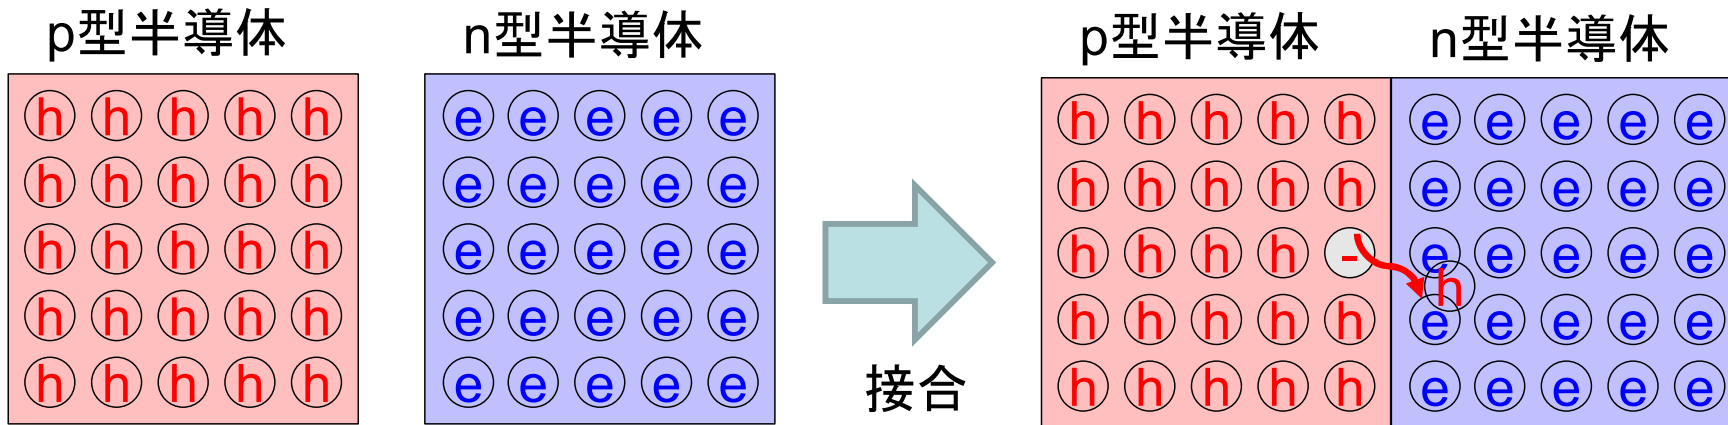 p型半導体 n型半導体 p型半導体 n型半導体
h h h h h e e e e e h h h h h e e e e e
h h h h h e e e e e h h h h h e e e e e
h h h h h e e e e e h h h h - e e e e e
h
h h h h h e e e e e h h h h h e e e e e
h h h h h e e e e e h h h h h e e e e e
接合